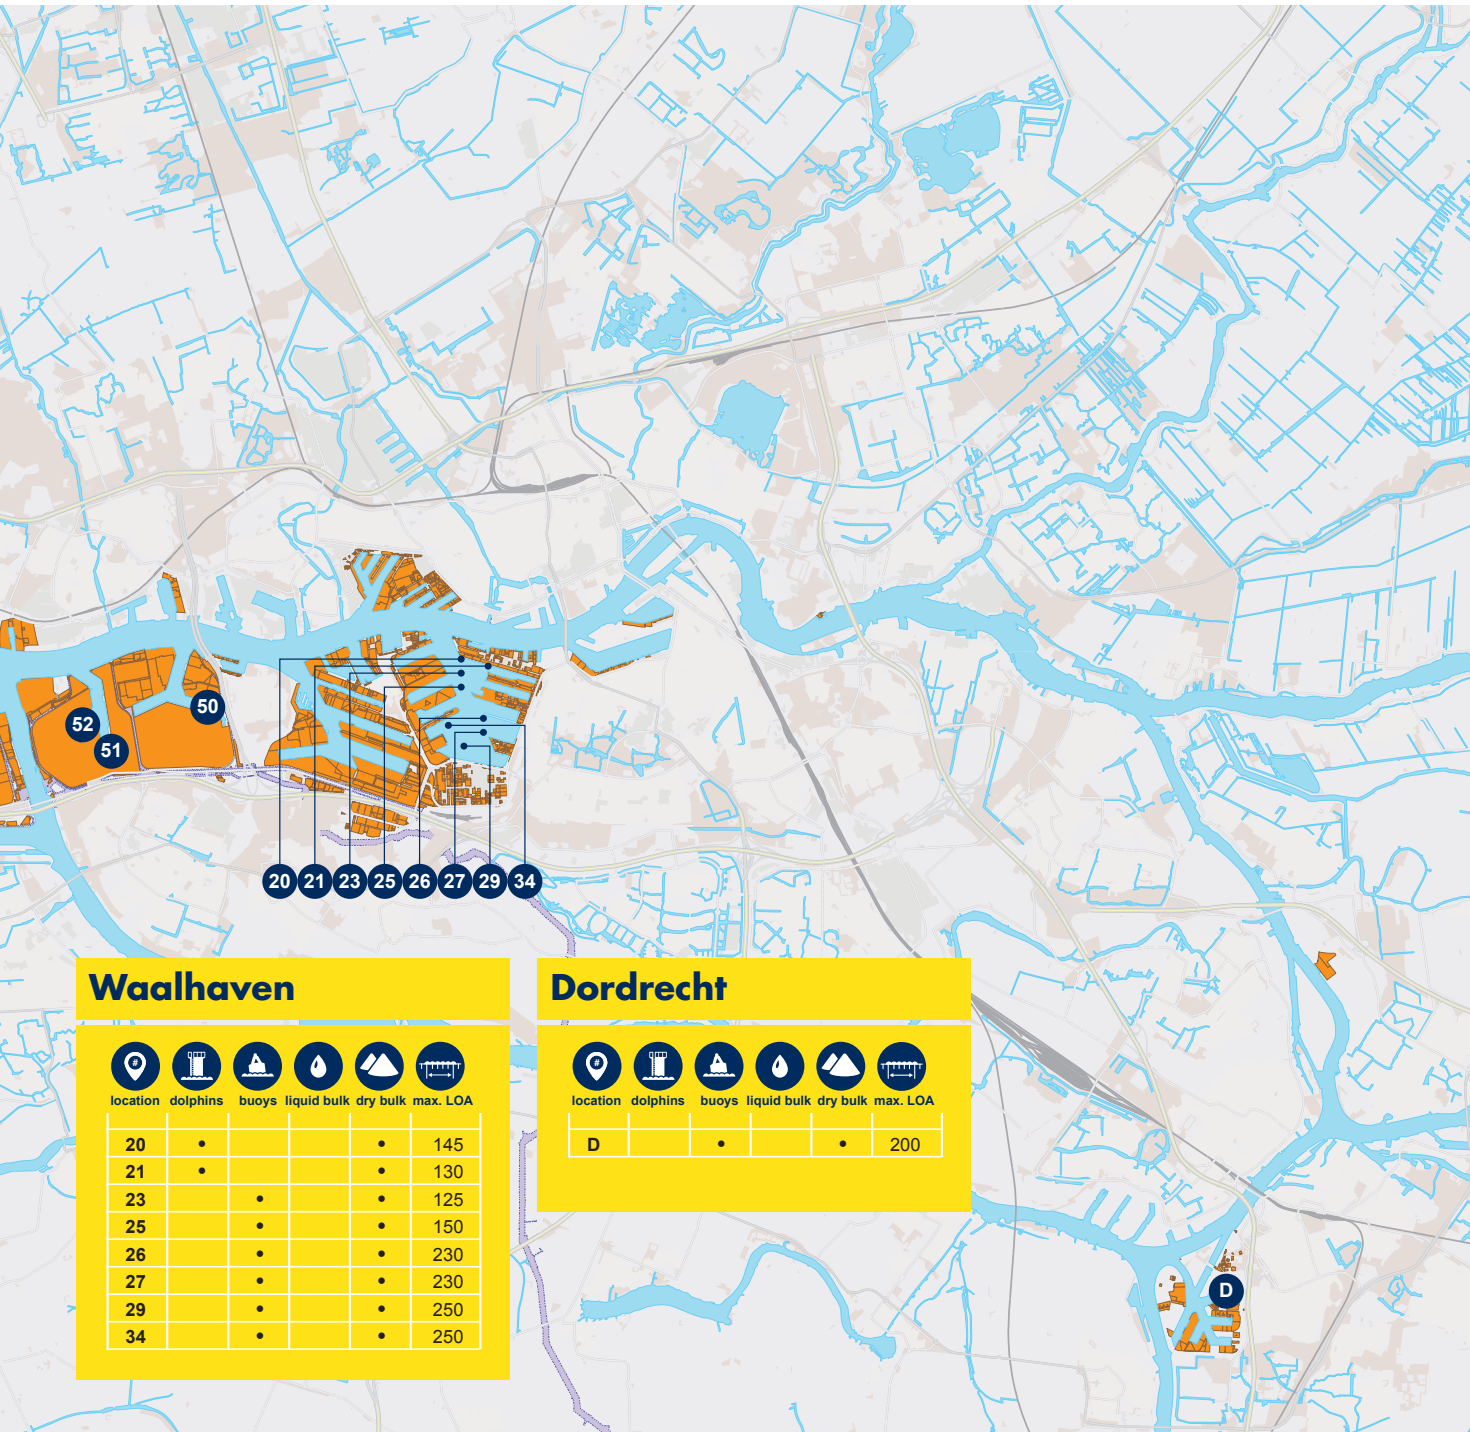 50
52
51
20 21 23 25 26 27 29 34
Waalhaven
#
location dolphins buoys liquid bulk dry bulk max. LOA
20 • • 145
21 • • 130
23 • • 125
25 • • 150
26 • • 230
27 • • 230
29 • • 250
34 • • 250
Dordrecht
#
location dolphins buoys liquid bulk dry bulk max. LOA
D • • 200
D